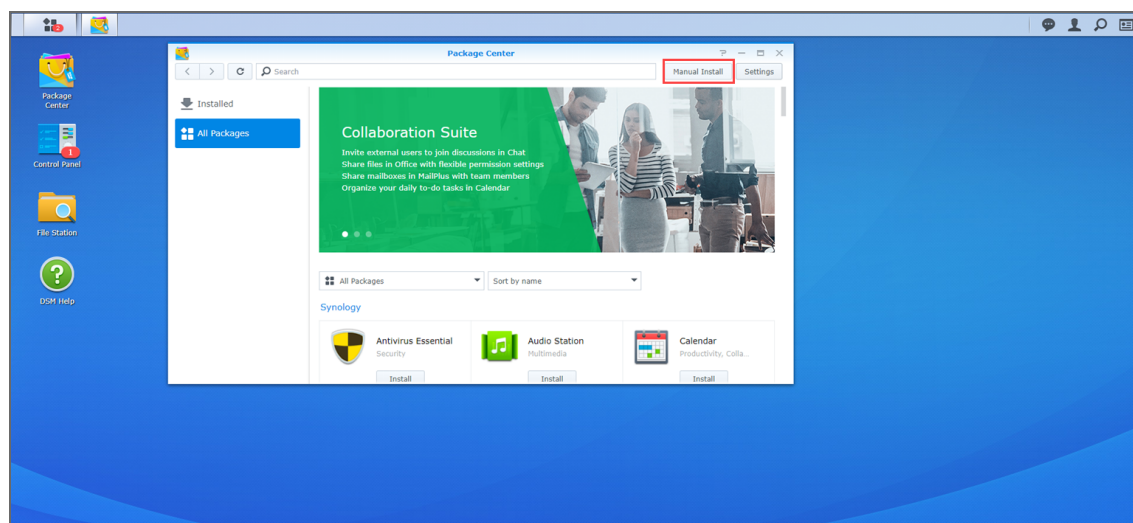 2
Package Center
Search
Manual Install
Settings
Package
Center
1
Control Panel
File Station
?
DSM Help
Installed
All Packages
Collaboration Suite
Invite external users to join discussions in Chat
Share files in Office with flexible permission settings
Share mailboxes in MailPlus with team members
Organize your daily to-do tasks in Calendar
All Packages
Sort by name
Synology
Antivirus Essential
Security
Install
Audio Station
Multimedia
Install
Calendar
Productivity, Colla...
Install